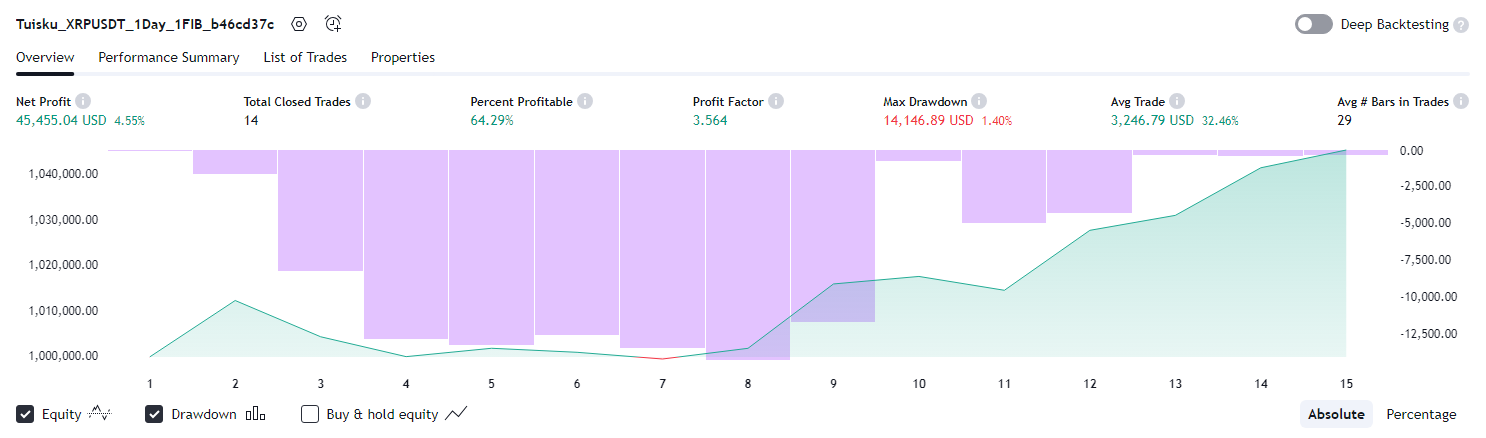 Tuisku_XRPUSDT_1Day_1FIB_b46cd37c Deep Backtesting ?
Overview Performance Summary List of Trades Properties
Net Profit i Total Closed Trades i Percent Profitable i Profit Factor i Max Drawdown i Avg Trade i Avg # Bars in Trades i
45,455.04 USD 4.55% 14 64.29% 3.564 14,146.89 USD 1.40% 3,246.79 USD 32.46% 29
0.00
1,040,000.00
-2,500.00
1,030,000.00 -5,000.00
1,020,000.00 -7,500.00
-10,000.00
1,010,000.00
-12,500.00
1,000,000.00
1 2 3 4 5 6 7 8 9 10 11 12 13 14 15
Equity Drawdown Buy & hold equity Absolute Percentage